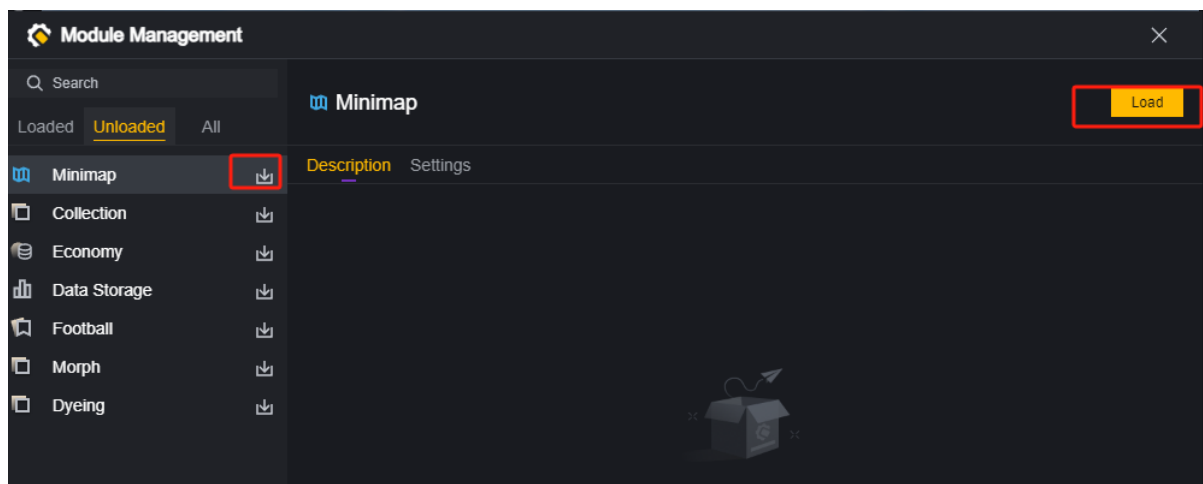 Module Management
Search
Loaded Unloaded All
Minimap
Collection
Economy
Data Storage
Football
Morph
Dyeing
Minimap
Load
Description Settings